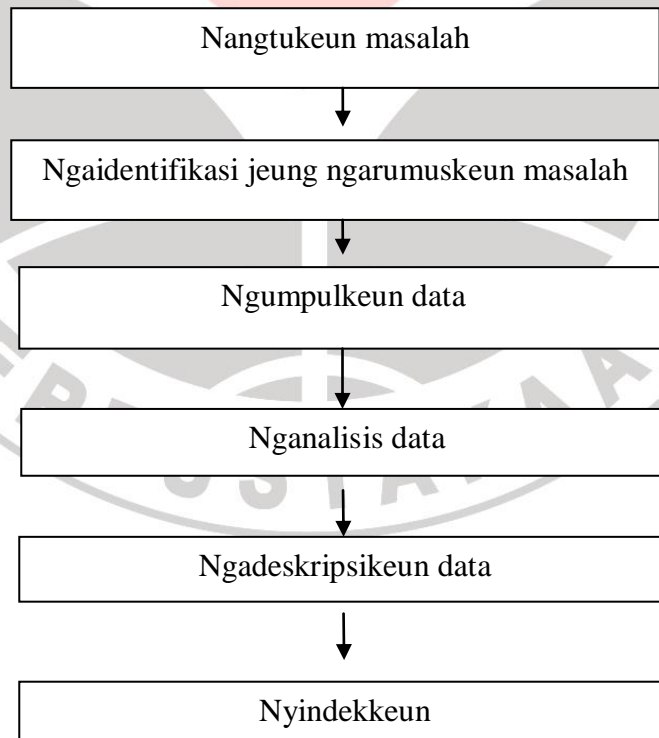 Nangtukeun masalah
Ngaidentifikasi jeung ngarumuskeun masalah
Ngumpulkeun data
Nganalisis data
Ngadeskripsikeun data
Nyindekkeun